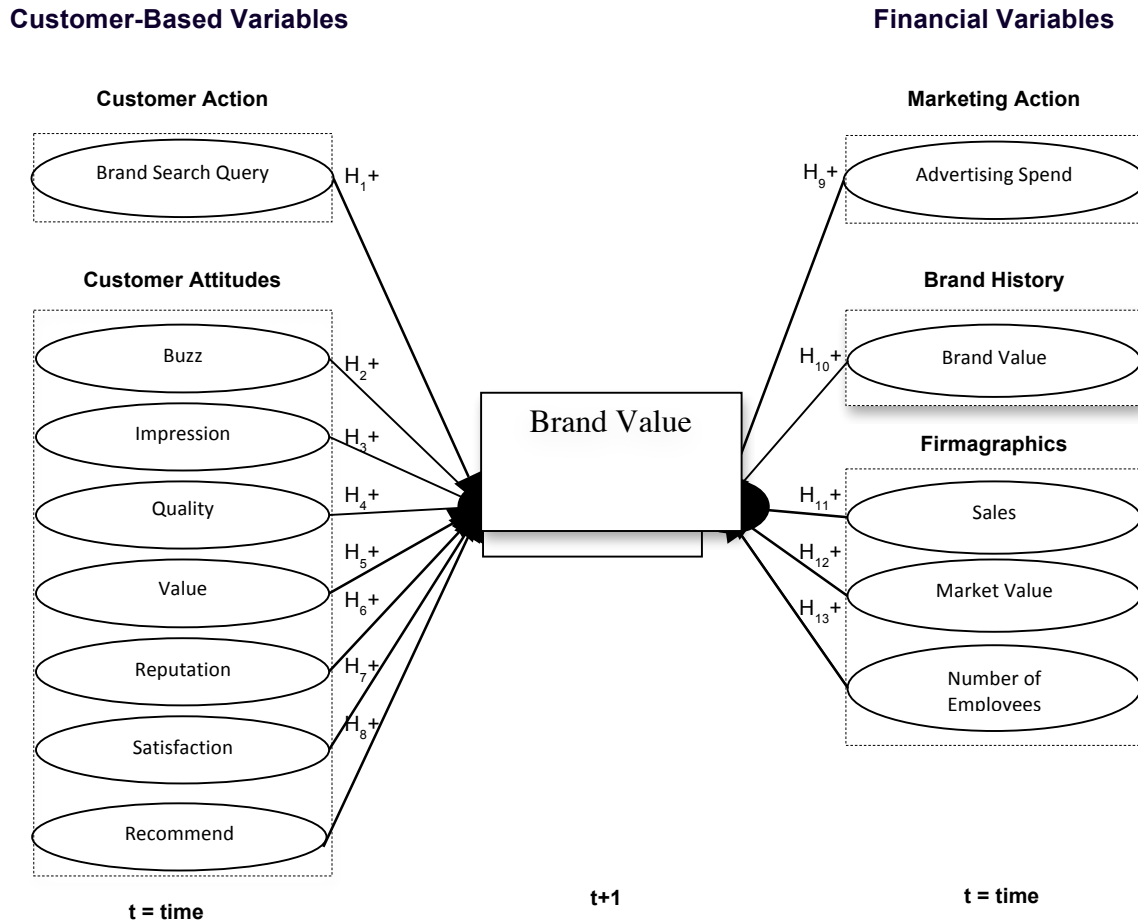 Customer-Based Variables
Customer Action
Brand Search Query
H1+
Customer Attitudes
Buzz
H2+
Impression
H3+
Quality
H4+
Value
H5+
Reputation
H6+
Satisfaction
H7+
Recommend
H8+
t = time
Brand Value
t+1
Financial Variables
Marketing Action
H9+
Advertising Spend
Brand History
H10+
Brand Value
Firmagraphics
H11+
Sales
H12+
Market Value
H13+
Number of
Employees
t = time